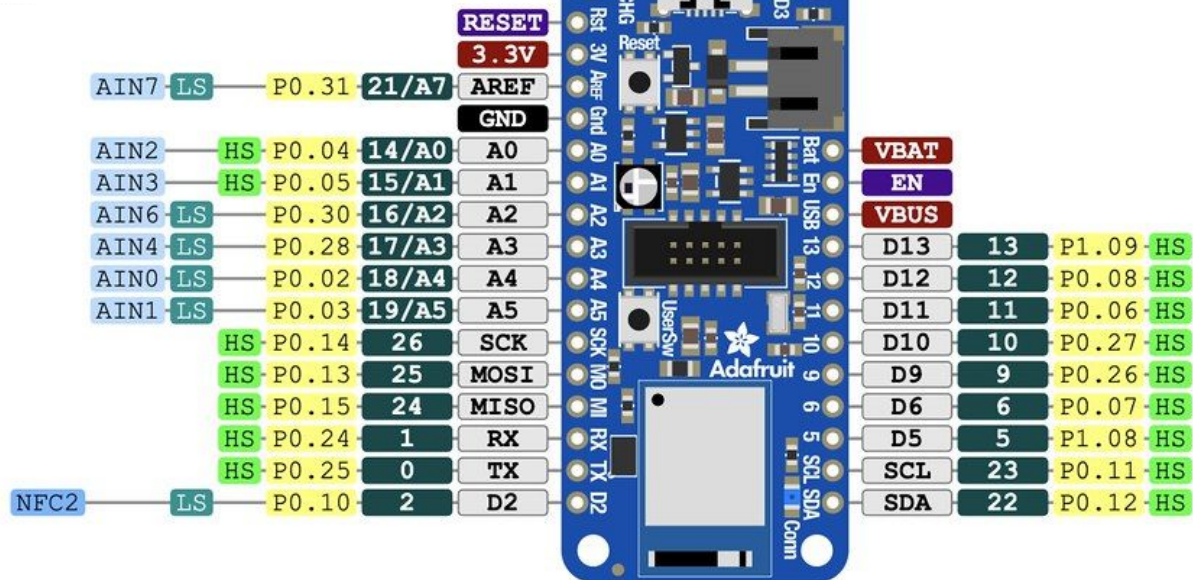 CHG
D3
RESET Rst
3.3V 3V Reset
AIN7 LS P0.31 21/A7 AREF AREF
GND Gnd
AIN2 HS P0.04 14/A0 A0 A0 Bat VBAT
AIN3 HS P0.05 15/A1 A1 A1 En EN
AIN6 LS P0.30 16/A2 A2 A2 USB VBUS
AIN4 LS P0.28 17/A3 A3 A3 13 D13 13 P1.09 HS
AIN0 LS P0.02 18/A4 A4 A4 12 D12 12 P0.08 HS
AIN1 LS P0.03 19/A5 A5 A5 UserSw 11 D11 11 P0.06 HS
HS P0.14 26 SCK SCK 10 D10 10 P0.27 HS
Adafruit
HS P0.13 25 MOSI MO 9 D9 9 P0.26 HS
HS P0.15 24 MISO MI 6 D6 6 P0.07 HS
HS P0.24 1 RX RX 5 D5 5 P1.08 HS
HS P0.25 0 TX TX SCL SCL 23 P0.11 HS
NFC2 LS P0.10 2 D2 D2 SDA SDA 22 P0.12 HS
Conn